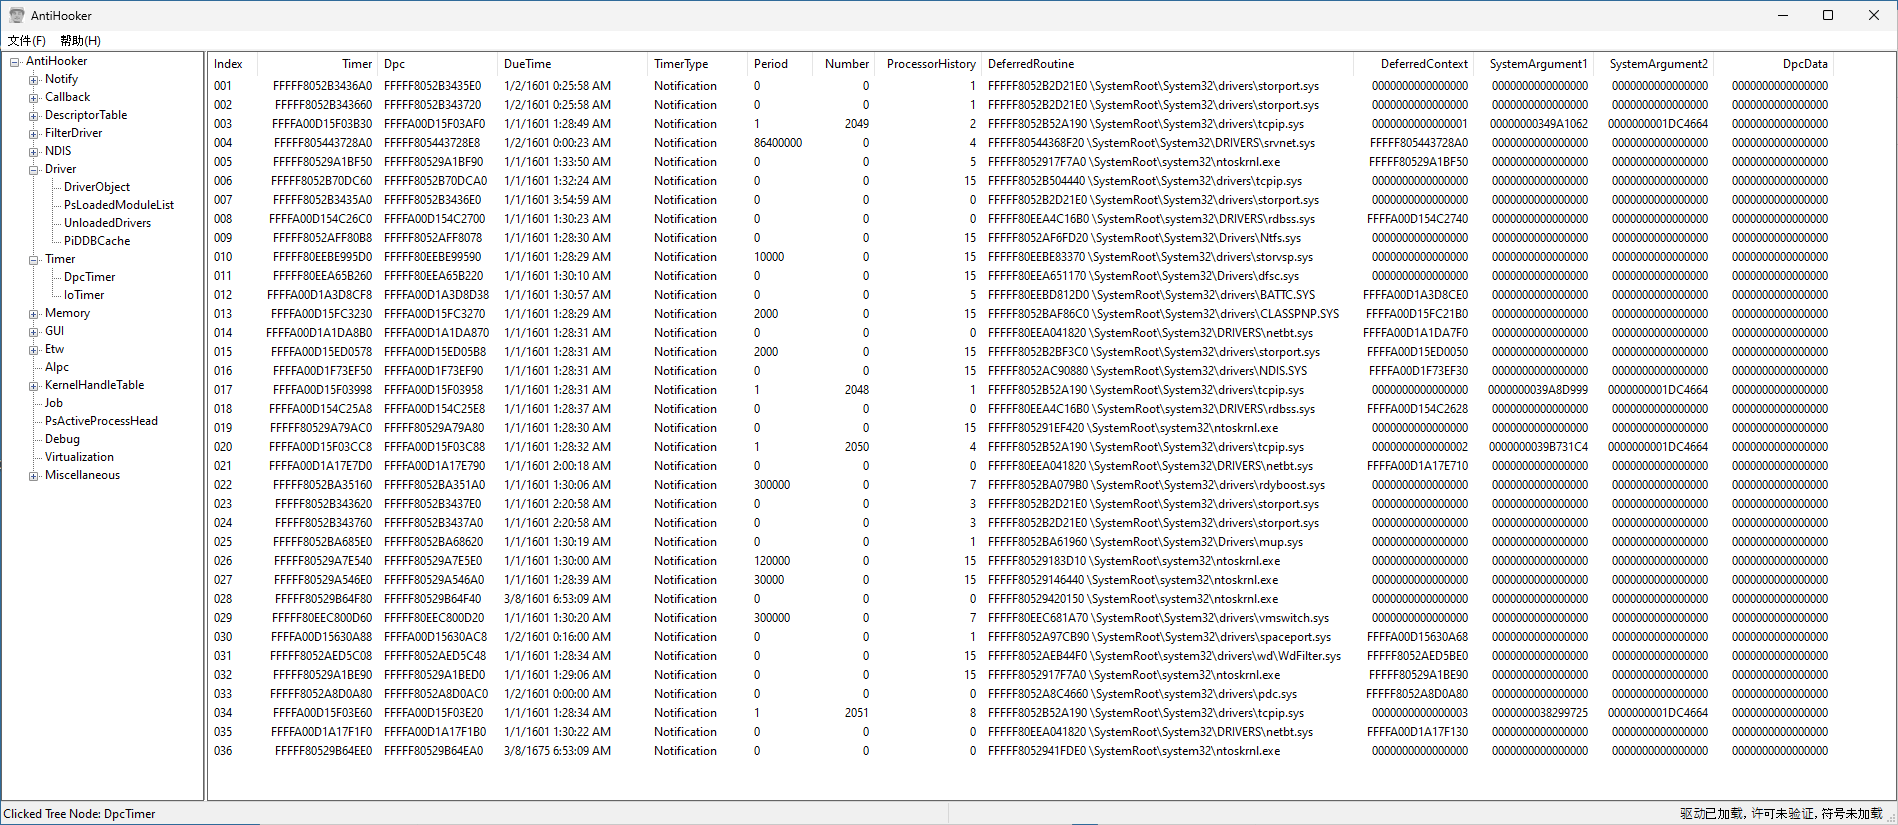 AntiHooker
文件(F) 帮助(H)
AntiHooker
Notify
Callback
DescriptorTable
FilterDriver
NDIS
Driver
DriverObject
PsLoadedModuleList
UnloadedDrivers
PiDDBCache
Timer
DpcTimer
IoTimer
Memory
GUI
Etw
Alpc
KernelHandleTable
Job
PsActiveProcessHead
Debug
Virtualization
Miscellaneous
Index Timer Dpc DueTime TimerType Period Number ProcessorHistory DeferredRoutine DeferredContext SystemArgument1 SystemArgument2 DpcData
001 FFFFF8052B3436A0 FFFFF8052B3435E0 1/2/1601 0:25:58 AM Notification 0 0 1 FFFFF8052B2D21E0 \SystemRoot\System32\drivers\storport.sys 0000000000000000 0000000000000000 0000000000000000 0000000000000000
002 FFFFF8052B343660 FFFFF8052B343720 1/2/1601 0:25:58 AM Notification 0 0 1 FFFFF8052B2D21E0 \SystemRoot\System32\drivers\storport.sys 0000000000000000 0000000000000000 0000000000000000 0000000000000000
003 FFFFA00D15F03B30 FFFFA00D15F03AF0 1/1/1601 1:28:49 AM Notification 1 2049 2 FFFFF8052B52A190 \SystemRoot\System32\drivers\tcpip.sys 0000000000000001 00000000349A1062 0000000001DC4664 0000000000000000
004 FFFFF805443728A0 FFFFF805443728E8 1/2/1601 0:00:23 AM Notification 86400000 0 4 FFFFF80544368F20 \SystemRoot\System32\DRIVERS\srvnet.sys FFFFF805443728A0 0000000000000000 0000000000000000 0000000000000000
005 FFFFF80529A1BF50 FFFFF80529A1BF90 1/1/1601 1:33:50 AM Notification 0 0 5 FFFFF8052917F7A0 \SystemRoot\system32\ntoskrnl.exe FFFFF80529A1BF50 0000000000000000 0000000000000000 0000000000000000
006 FFFFF8052B70DC60 FFFFF8052B70DCA0 1/1/1601 1:32:24 AM Notification 0 0 15 FFFFF8052B504440 \SystemRoot\System32\drivers\tcpip.sys 0000000000000000 0000000000000000 0000000000000000 0000000000000000
007 FFFFF8052B3435A0 FFFFF8052B3436E0 1/1/1601 3:54:59 AM Notification 0 0 0 FFFFF8052B2D21E0 \SystemRoot\System32\drivers\storport.sys 0000000000000000 0000000000000000 0000000000000000 0000000000000000
008 FFFFA00D154C26C0 FFFFA00D154C2700 1/1/1601 1:30:23 AM Notification 0 0 0 FFFFF80EEA4C16B0 \SystemRoot\System32\DRIVERS\rdbss.sys FFFFA00D154C2740 0000000000000000 0000000000000000 0000000000000000
009 FFFFF8052AFF80B8 FFFFF8052AFF8078 1/1/1601 1:28:30 AM Notification 0 0 15 FFFFF8052AF6FD20 \SystemRoot\System32\Drivers\Ntfs.sys 0000000000000000 0000000000000000 0000000000000000 0000000000000000
010 FFFFF80EEBE995D0 FFFFF80EEBE99590 1/1/1601 1:28:29 AM Notification 10000 0 15 FFFFF80EEBE83370 \SystemRoot\System32\drivers\storvsp.sys 0000000000000000 0000000000000000 0000000000000000 0000000000000000
011 FFFFF80EEA65B260 FFFFF80EEA65B220 1/1/1601 1:30:10 AM Notification 0 0 15 FFFFF80EEA651170 \SystemRoot\System32\Drivers\dfsc.sys 0000000000000000 0000000000000000 0000000000000000 0000000000000000
012 FFFFA00D1A3D8CF8 FFFFA00D1A3D8D38 1/1/1601 1:30:57 AM Notification 0 0 5 FFFFF80EEBD812D0 \SystemRoot\System32\drivers\BATTC.SYS FFFFA00D1A3D8CE0 0000000000000000 0000000000000000 0000000000000000
013 FFFFA00D15FC3230 FFFFA00D15FC3270 1/1/1601 1:28:29 AM Notification 2000 0 15 FFFFF8052BAF86C0 \SystemRoot\System32\drivers\CLASSPNP.SYS FFFFA00D15FC21B0 0000000000000000 0000000000000000 0000000000000000
014 FFFFA00D1A1DA8B0 FFFFA00D1A1DA870 1/1/1601 1:28:31 AM Notification 0 0 0 FFFFF80EEA041820 \SystemRoot\System32\DRIVERS\netbt.sys FFFFA00D1A1DA7F0 0000000000000000 0000000000000000 0000000000000000
015 FFFFA00D15ED0578 FFFFA00D15ED05B8 1/1/1601 1:28:31 AM Notification 2000 0 15 FFFFF8052B2BF3C0 \SystemRoot\System32\drivers\storport.sys FFFFA00D15ED0050 0000000000000000 0000000000000000 0000000000000000
016 FFFFA00D1F73EF50 FFFFA00D1F73EF90 1/1/1601 1:28:31 AM Notification 0 0 15 FFFFF8052AC90880 \SystemRoot\system32\drivers\NDIS.SYS FFFFA00D1F73EF30 0000000000000000 0000000000000000 0000000000000000
017 FFFFA00D15F03998 FFFFA00D15F03958 1/1/1601 1:28:31 AM Notification 1 2048 1 FFFFF8052B52A190 \SystemRoot\System32\drivers\tcpip.sys 0000000000000000 0000000039A8D999 0000000001DC4664 0000000000000000
018 FFFFA00D154C25A8 FFFFA00D154C25E8 1/1/1601 1:28:37 AM Notification 0 0 0 FFFFF80EEA4C16B0 \SystemRoot\System32\DRIVERS\rdbss.sys FFFFA00D154C2628 0000000000000000 0000000000000000 0000000000000000
019 FFFFF80529A79AC0 FFFFF80529A79A80 1/1/1601 1:28:30 AM Notification 0 0 15 FFFFF805291EF420 \SystemRoot\system32\ntoskrnl.exe 0000000000000000 0000000000000000 0000000000000000 0000000000000000
020 FFFFA00D15F03CC8 FFFFA00D15F03C88 1/1/1601 1:28:32 AM Notification 1 2050 4 FFFFF8052B52A190 \SystemRoot\System32\drivers\tcpip.sys 0000000000000002 0000000039B731C4 0000000001DC4664 0000000000000000
021 FFFFA00D1A17E7D0 FFFFA00D1A17E790 1/1/1601 2:00:18 AM Notification 0 0 0 FFFFF80EEA041820 \SystemRoot\System32\DRIVERS\netbt.sys FFFFA00D1A17E710 0000000000000000 0000000000000000 0000000000000000
022 FFFFF8052BA35160 FFFFF8052BA351A0 1/1/1601 1:30:06 AM Notification 300000 0 7 FFFFF8052BA079B0 \SystemRoot\System32\drivers\rdyboost.sys 0000000000000000 0000000000000000 0000000000000000 0000000000000000
023 FFFFF8052B343620 FFFFF8052B3437E0 1/1/1601 2:20:58 AM Notification 0 0 3 FFFFF8052B2D21E0 \SystemRoot\System32\drivers\storport.sys 0000000000000000 0000000000000000 0000000000000000 0000000000000000
024 FFFFF8052B343760 FFFFF8052B3437A0 1/1/1601 2:20:58 AM Notification 0 0 3 FFFFF8052B2D21E0 \SystemRoot\System32\drivers\storport.sys 0000000000000000 0000000000000000 0000000000000000 0000000000000000
025 FFFFF8052BA685E0 FFFFF8052BA68620 1/1/1601 1:30:19 AM Notification 0 0 1 FFFFF8052BA61960 \SystemRoot\System32\Drivers\mup.sys 0000000000000000 0000000000000000 0000000000000000 0000000000000000
026 FFFFF80529A7E540 FFFFF80529A7E5E0 1/1/1601 1:30:00 AM Notification 120000 0 15 FFFFF80529183D10 \SystemRoot\system32\ntoskrnl.exe 0000000000000000 0000000000000000 0000000000000000 0000000000000000
027 FFFFF80529A546E0 FFFFF80529A546A0 1/1/1601 1:28:39 AM Notification 30000 0 15 FFFFF80529146440 \SystemRoot\system32\ntoskrnl.exe 0000000000000000 0000000000000000 0000000000000000 0000000000000000
028 FFFFF80529B64F80 FFFFF80529B64F40 3/8/1601 6:53:09 AM Notification 0 0 0 FFFFF80529420150 \SystemRoot\system32\ntoskrnl.exe 0000000000000000 0000000000000000 0000000000000000 0000000000000000
029 FFFFF80EEC800D60 FFFFF80EEC800D20 1/1/1601 1:30:20 AM Notification 300000 0 7 FFFFF80EEC681A70 \SystemRoot\System32\drivers\vmswitch.sys 0000000000000000 0000000000000000 0000000000000000 0000000000000000
030 FFFFA00D15630A88 FFFFA00D15630AC8 1/2/1601 0:16:00 AM Notification 0 0 1 FFFFF8052A97CB90 \SystemRoot\System32\drivers\spaceport.sys FFFFA00D15630A68 0000000000000000 0000000000000000 0000000000000000
031 FFFFF8052AED5C08 FFFFF8052AED5C48 1/1/1601 1:28:34 AM Notification 0 0 15 FFFFF8052AEB44F0 \SystemRoot\system32\drivers\wd\WdFilter.sys FFFFF8052AED5BE0 0000000000000000 0000000000000000 0000000000000000
032 FFFFF80529A1BE90 FFFFF80529A1BED0 1/1/1601 1:29:06 AM Notification 0 0 15 FFFFF8052917F7A0 \SystemRoot\system32\ntoskrnl.exe FFFFF80529A1BE90 0000000000000000 0000000000000000 0000000000000000
033 FFFFF8052A8D0A80 FFFFF8052A8D0AC0 1/2/1601 0:00:00 AM Notification 0 0 0 FFFFF8052A8C4660 \SystemRoot\system32\drivers\pdc.sys FFFFF8052A8D0A80 0000000000000000 0000000000000000 0000000000000000
034 FFFFA00D15F03E60 FFFFA00D15F03E20 1/1/1601 1:28:34 AM Notification 1 2051 8 FFFFF8052B52A190 \SystemRoot\System32\drivers\tcpip.sys 0000000000000003 0000000038299725 0000000001DC4664 0000000000000000
035 FFFFA00D1A17F1F0 FFFFA00D1A17F1B0 1/1/1601 1:30:22 AM Notification 0 0 0 FFFFF80EEA041820 \SystemRoot\System32\DRIVERS\netbt.sys FFFFA00D1A17F130 0000000000000000 0000000000000000 0000000000000000
036 FFFFF80529B64EE0 FFFFF80529B64EA0 3/8/1675 6:53:09 AM Notification 0 0 0 FFFFF8052941FDE0 \SystemRoot\system32\ntoskrnl.exe 0000000000000000 0000000000000000 0000000000000000 0000000000000000
Clicked Tree Node: DpcTimer 驱动已加载, 许可未验证, 符号未加载